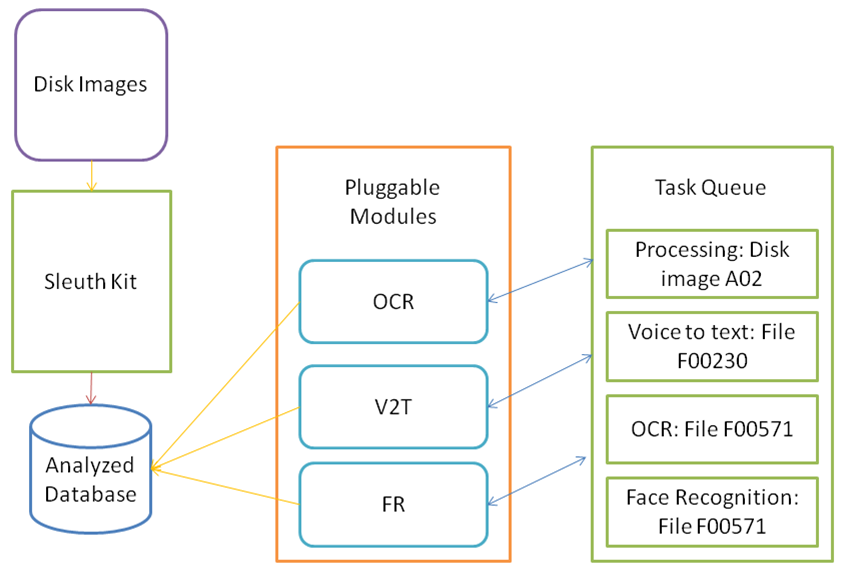 Disk Images
Sleuth Kit
Analyzed
Database
Pluggable
Modules
OCR
V2T
FR
Task Queue
Processing: Disk
image A02
Voice to text: File
F00230
OCR: File F00571
Face Recognition:
File F00571